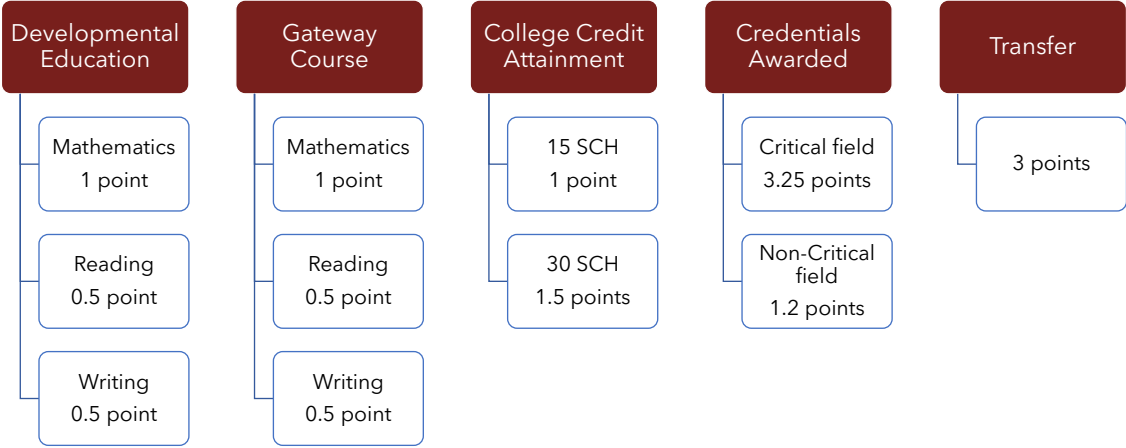 Developmental
Education
Mathematics
1 point
Reading
0.5 point
Writing
0.5 point
Gateway
Course
Mathematics
1 point
Reading
0.5 point
Writing
0.5 point
College Credit
Attainment
15 SCH
1 point
30 SCH
1.5 points
Credentials
Awarded
Critical field
3.25 points
Non-Critical
field
1.2 points
Transfer
3 points